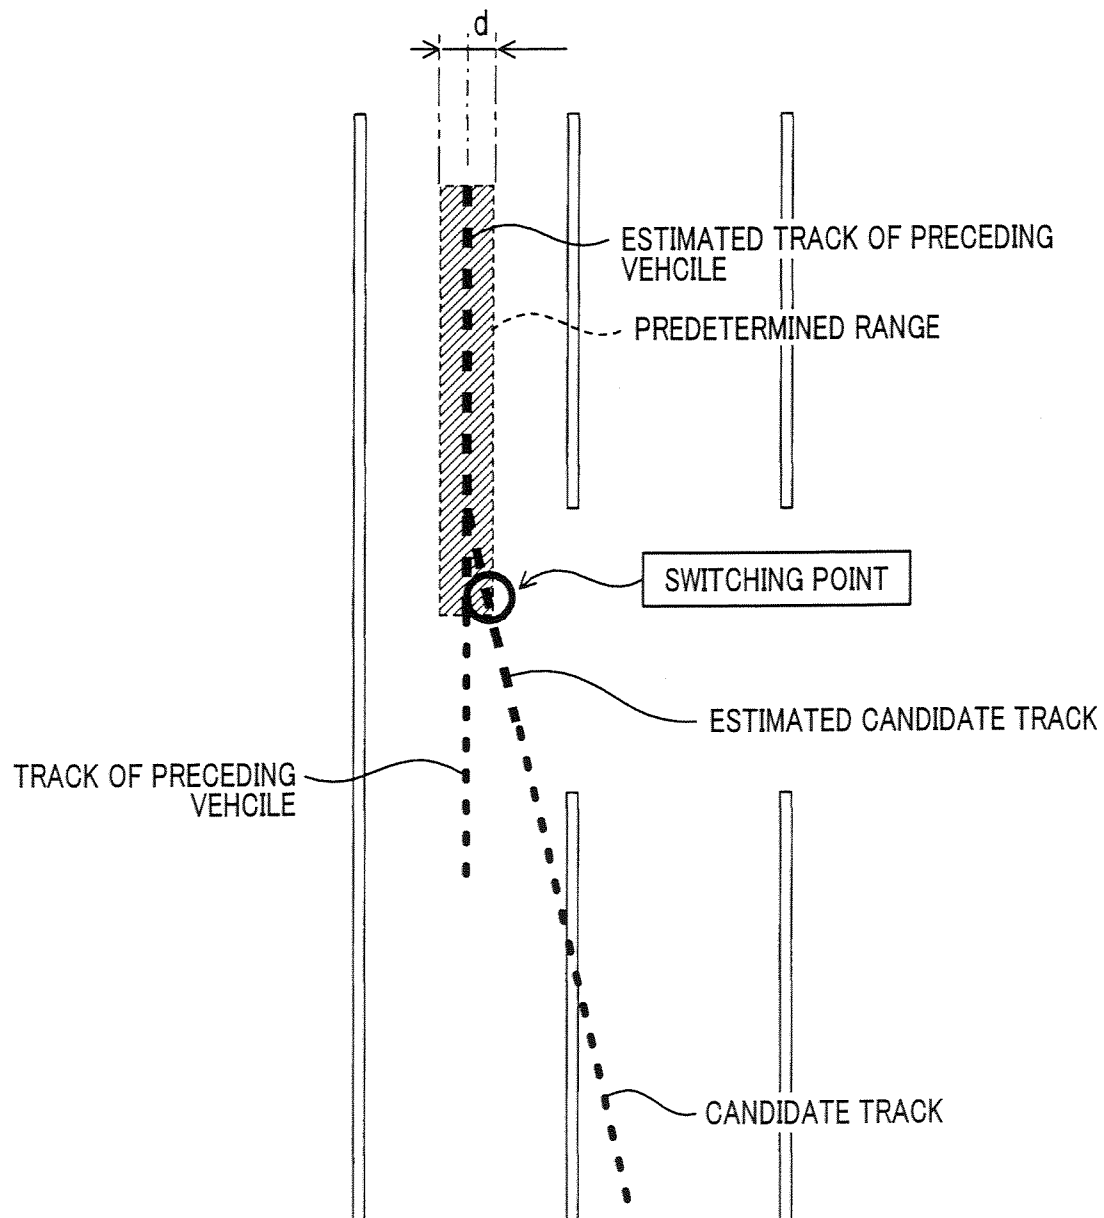 d
ESTIMATED TRACK OF PRECEDING
VEHCILE
PREDETERMINED RANGE
SWITCHING POINT
ESTIMATED CANDIDATE TRACK
TRACK OF PRECEDING
VEHCILE
CANDIDATE TRACK